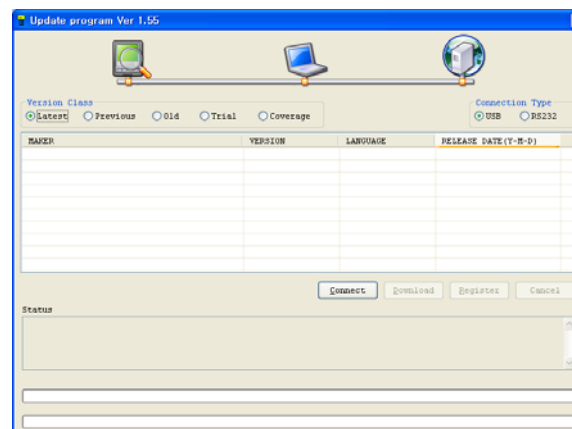 Update program Ver 1.55
Version Class
Connection Type
Latest Previous Old Trial Coverage
USB RS232
MAKER VERSION LANGUAGE RELEASE DATE(Y-M-D)
Connect Download Register Cancel
Status